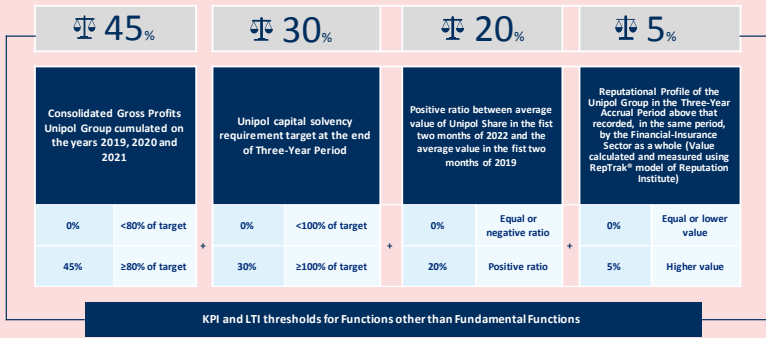 45%
30%
20%
5%
Consolidated Gross Profits
Unipol Group cumulated on
the years 2019, 2020 and
2021
Unipol capital solvency
requirement target at the end
of Three-Year Period
Positive ratio between average
value of Unipol Share in the fist
two months of 2022 and the
average value in the fist two
months of 2019
Reputational Profile of the
Unipol Group in the Three-Year
Accrual Period above that
recorded, in the same period,
by the Financial-Insurance
Sector as a whole (Value
calculated and measured using
RepTrak® model of Reputation
Institute)
0%
<80% of target
0%
<100% of target
0%
Equal or
negative ratio
0%
Equal or lower
value
+
+
+
45%
≥80% of target
30%
≥100% of target
20%
Positive ratio
5%
Higher value
KPI and LTI thresholds for Functions other than Fundamental Functions